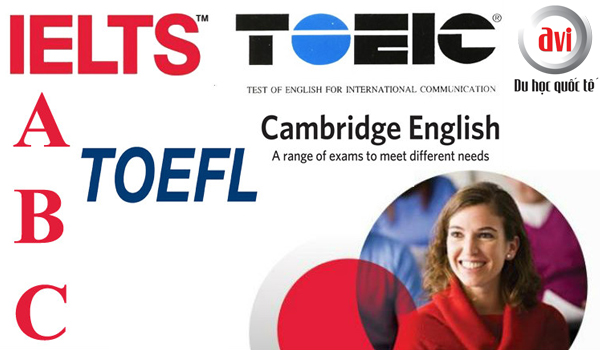 IELTS™
TOEIC®
TEST OF ENGLISH FOR INTERNATIONAL COMMUNICATION
avi
Du học quốc tế
A
B
C
TOEFL
Cambridge English
A range of exams to meet different needs